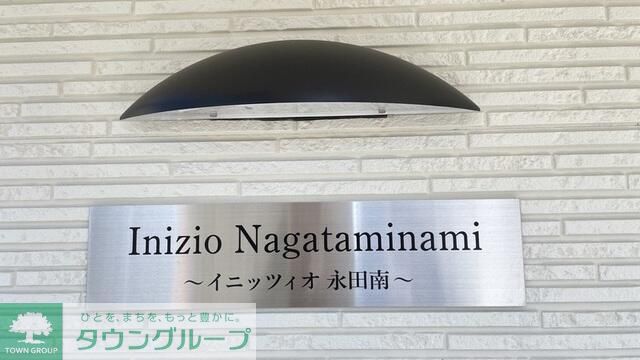 Inizio Nagataminami
～イニッツィオ 永田南～
ひとを、まちを、もっと豊かに。
タウングループ
TOWN GROUP